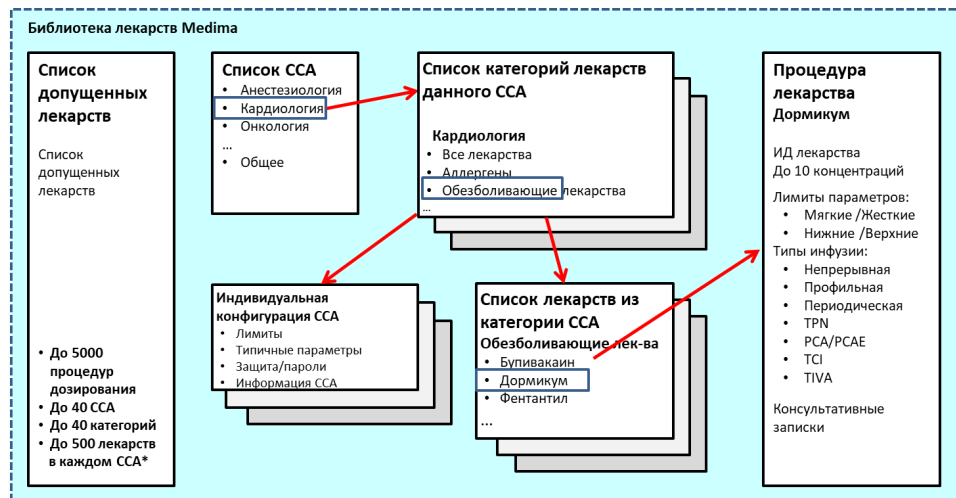 Библиотека лекарств Medima
Список
допущенных
лекарств
Список
допущенных
лекарств
• До 5000
процедур
дозирования
• До 40 ССА
• До 40 категорий
• До 500 лекарств
в каждом ССА*
Список ССА
• Анестезиология
• Кардиология
• Онкология
...
• Общее
Список категорий лекарств
данного ССА
Кардиология
• Все лекарства
• Аллергены
• Обезболивающие лекарства
...
Индивидуальная
конфигурация ССА
• Лимиты
• Типичные параметры
• Защита/пароли
• Информация ССА
Список лекарств из
категории ССА
Обезболивающие лек-ва
• Бупивакаин
• Дормикум
• Фентантил
...
Процедура
лекарства
Дормикум
ИД лекарства
До 10 концентраций
Лимиты параметров:
• Мягкие /Жесткие
• Нижние /Верхние
Типы инфузии:
• Непрерывная
• Профильная
• Периодическая
• TPN
• PCA/PCAE
• TCI
• TIVA
Консультативные
записки